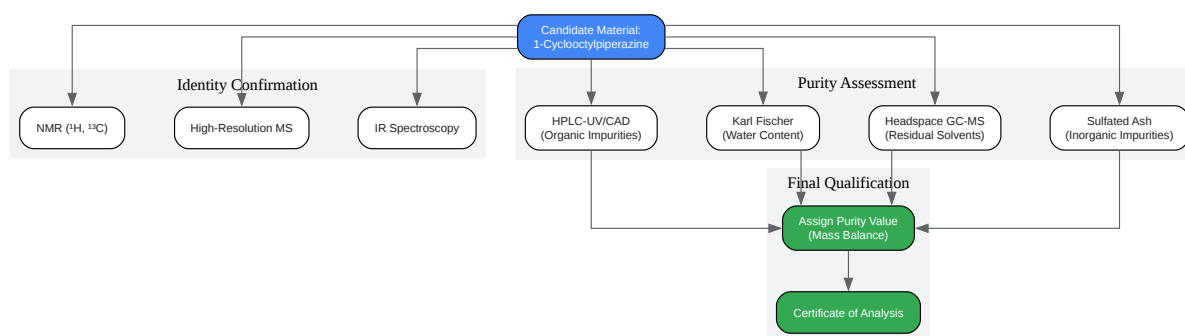 Candidate Material:
1-Cyclooctylpiperazine
Identity Confirmation
Purity Assessment
NMR (¹H, ¹³C)
High-Resolution MS
IR Spectroscopy
HPLC-UV/CAD
(Organic Impurities)
Karl Fischer
(Water Content)
Headspace GC-MS
(Residual Solvents)
Sulfated Ash
(Inorganic Impurities)
Final Qualification
Assign Purity Value
(Mass Balance)
Certificate of Analysis